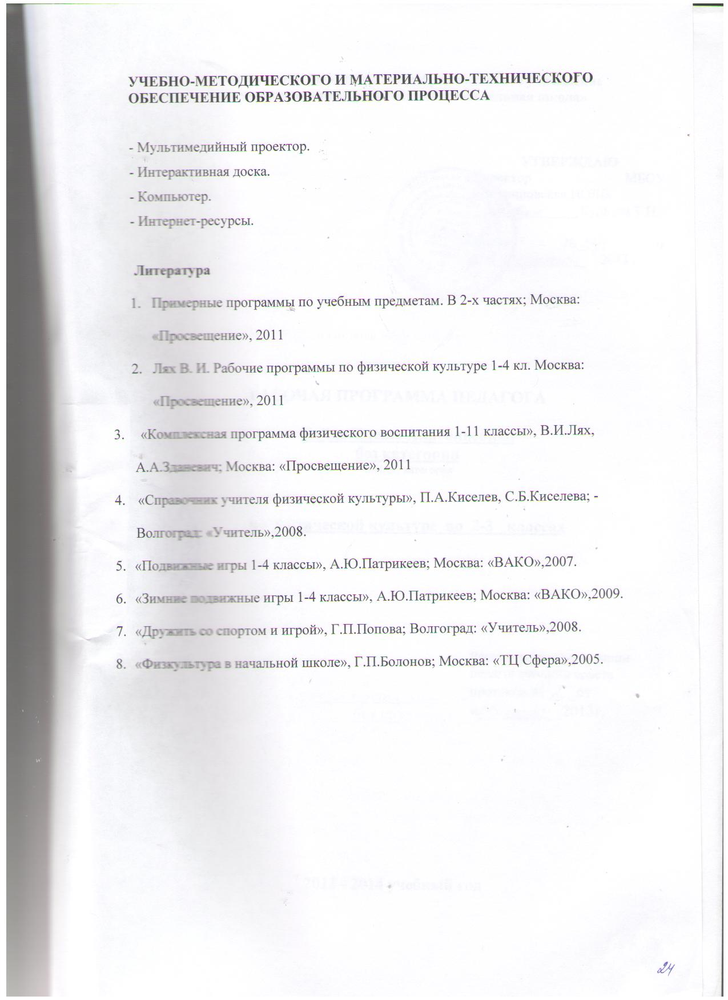 УЧЕБНО-МЕТОДИЧЕСКОГО И МАТЕРИАЛЬНО-ТЕХНИЧЕСКОГО
ОБЕСПЕЧЕНИЕ ОБРАЗОВАТЕЛЬНОГО ПРОЦЕССА
- Мультимедийный проектор.
- Интерактивная доска.
- Компьютер.
- Интернет-ресурсы.
Литература
1. Примерные программы по учебным предметам. В 2-х частях; Москва:
«Просвещение», 2011
2. Лях В. И. Рабочие программы по физической культуре 1-4 кл. Москва:
«Просвещение», 2011
3. «Комплексная программа физического воспитания 1-11 классы», В.И.Лях,
А.А.Зданевич; Москва: «Просвещение», 2011
4. «Справочник учителя физической культуры», П.А.Киселев, С.Б.Киселева; -
Волгоград: «Учитель»,2008.
5. «Подвижные игры 1-4 классы», А.Ю.Патрикеев; Москва: «ВАКО»,2007.
6. «Зимние подвижные игры 1-4 классы», А.Ю.Патрикеев; Москва: «ВАКО»,2009.
7. «Дружить со спортом и игрой», Г.П.Попова; Волгоград: «Учитель»,2008.
8. «Физкультура в начальной школе», Г.П.Болонов; Москва: «ТЦ Сфера»,2005.
24